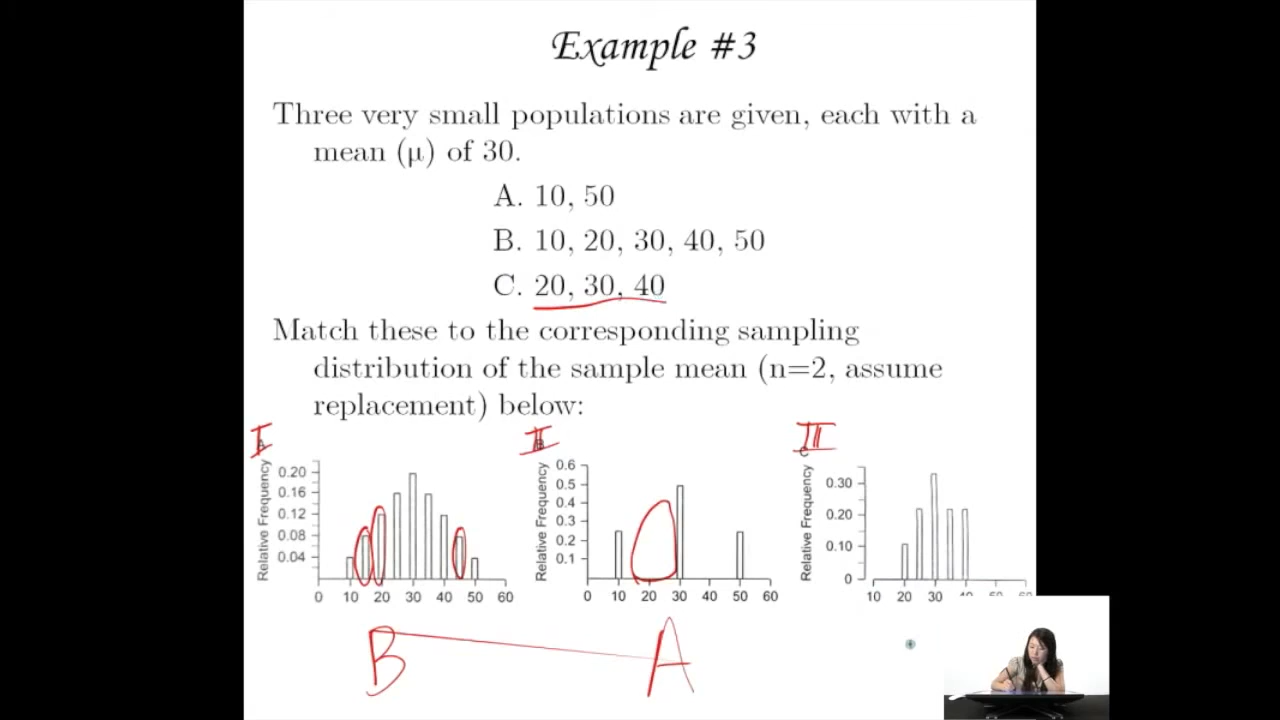 Example #3
Three very small populations are given, each with a
mean (μ) of 30.
A. 10, 50
B. 10, 20, 30, 40, 50
C. 20, 30, 40
Match these to the corresponding sampling
distribution of the sample mean (n=2, assume
replacement) below:
I II III
A B C
Relative Frequency
0.20
0.16
0.12
0.08
0.04
0 10 20 30 40 50 60
Relative Frequency
0.6
0.5
0.4
0.3
0.2
0.1
0 10 20 30 40 50 60
Relative Frequency
0.30
0.20
0.10
0
10 20 30 40 50 60
B A